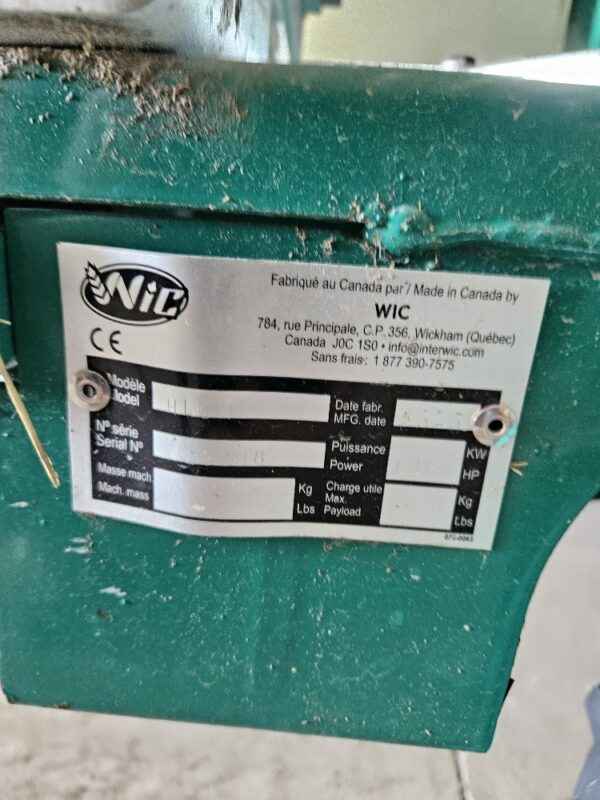 WIC
CE
Fabriqué au Canada par / Made in Canada by
WIC
784, rue Principale, C.P. 356, Wickham (Québec)
Canada J0C 1S0 • info@interwic.com
Sans frais : 1 877 390-7575
Modèle
Model
Date fabr.
MFG. date
Nº série
Serial Nº
Puissance
Power
KW
HP
Masse mach.
Mach. mass
Kg
Lbs
Charge utile
Max.
Payload
Kg
Lbs